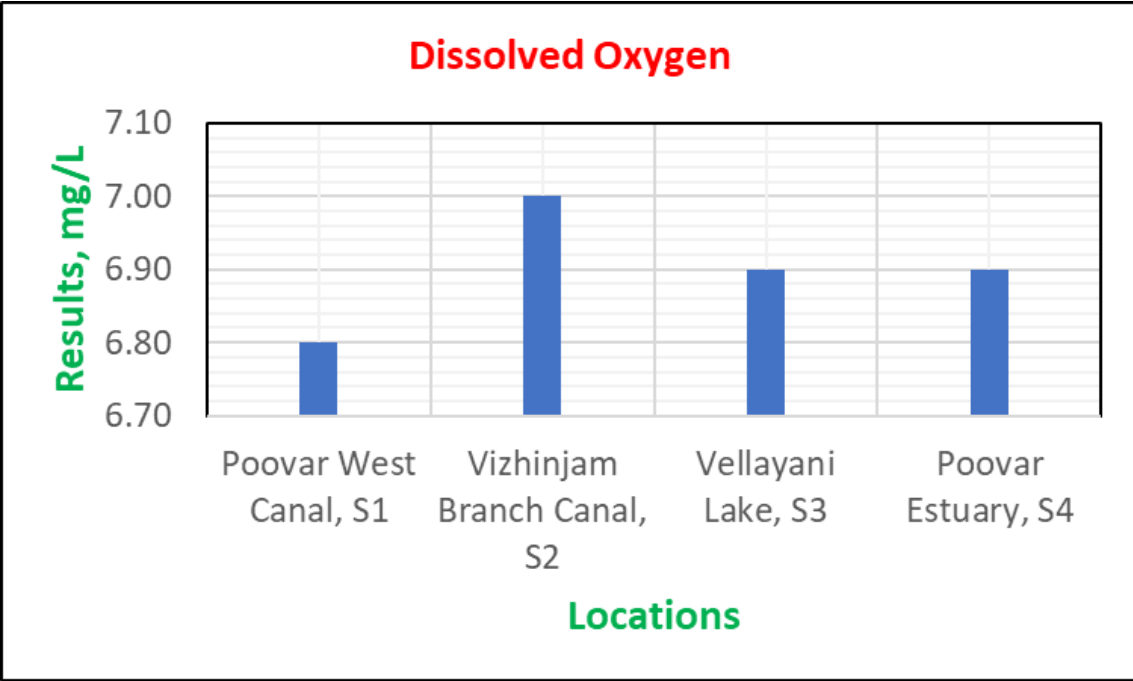 Dissolved Oxygen
Results, mg/L
7.10
7.00
6.90
6.80
6.70
Poovar West
Canal, S1
Vizhinjam
Branch Canal,
S2
Vellayani
Lake, S3
Poovar
Estuary, S4
Locations